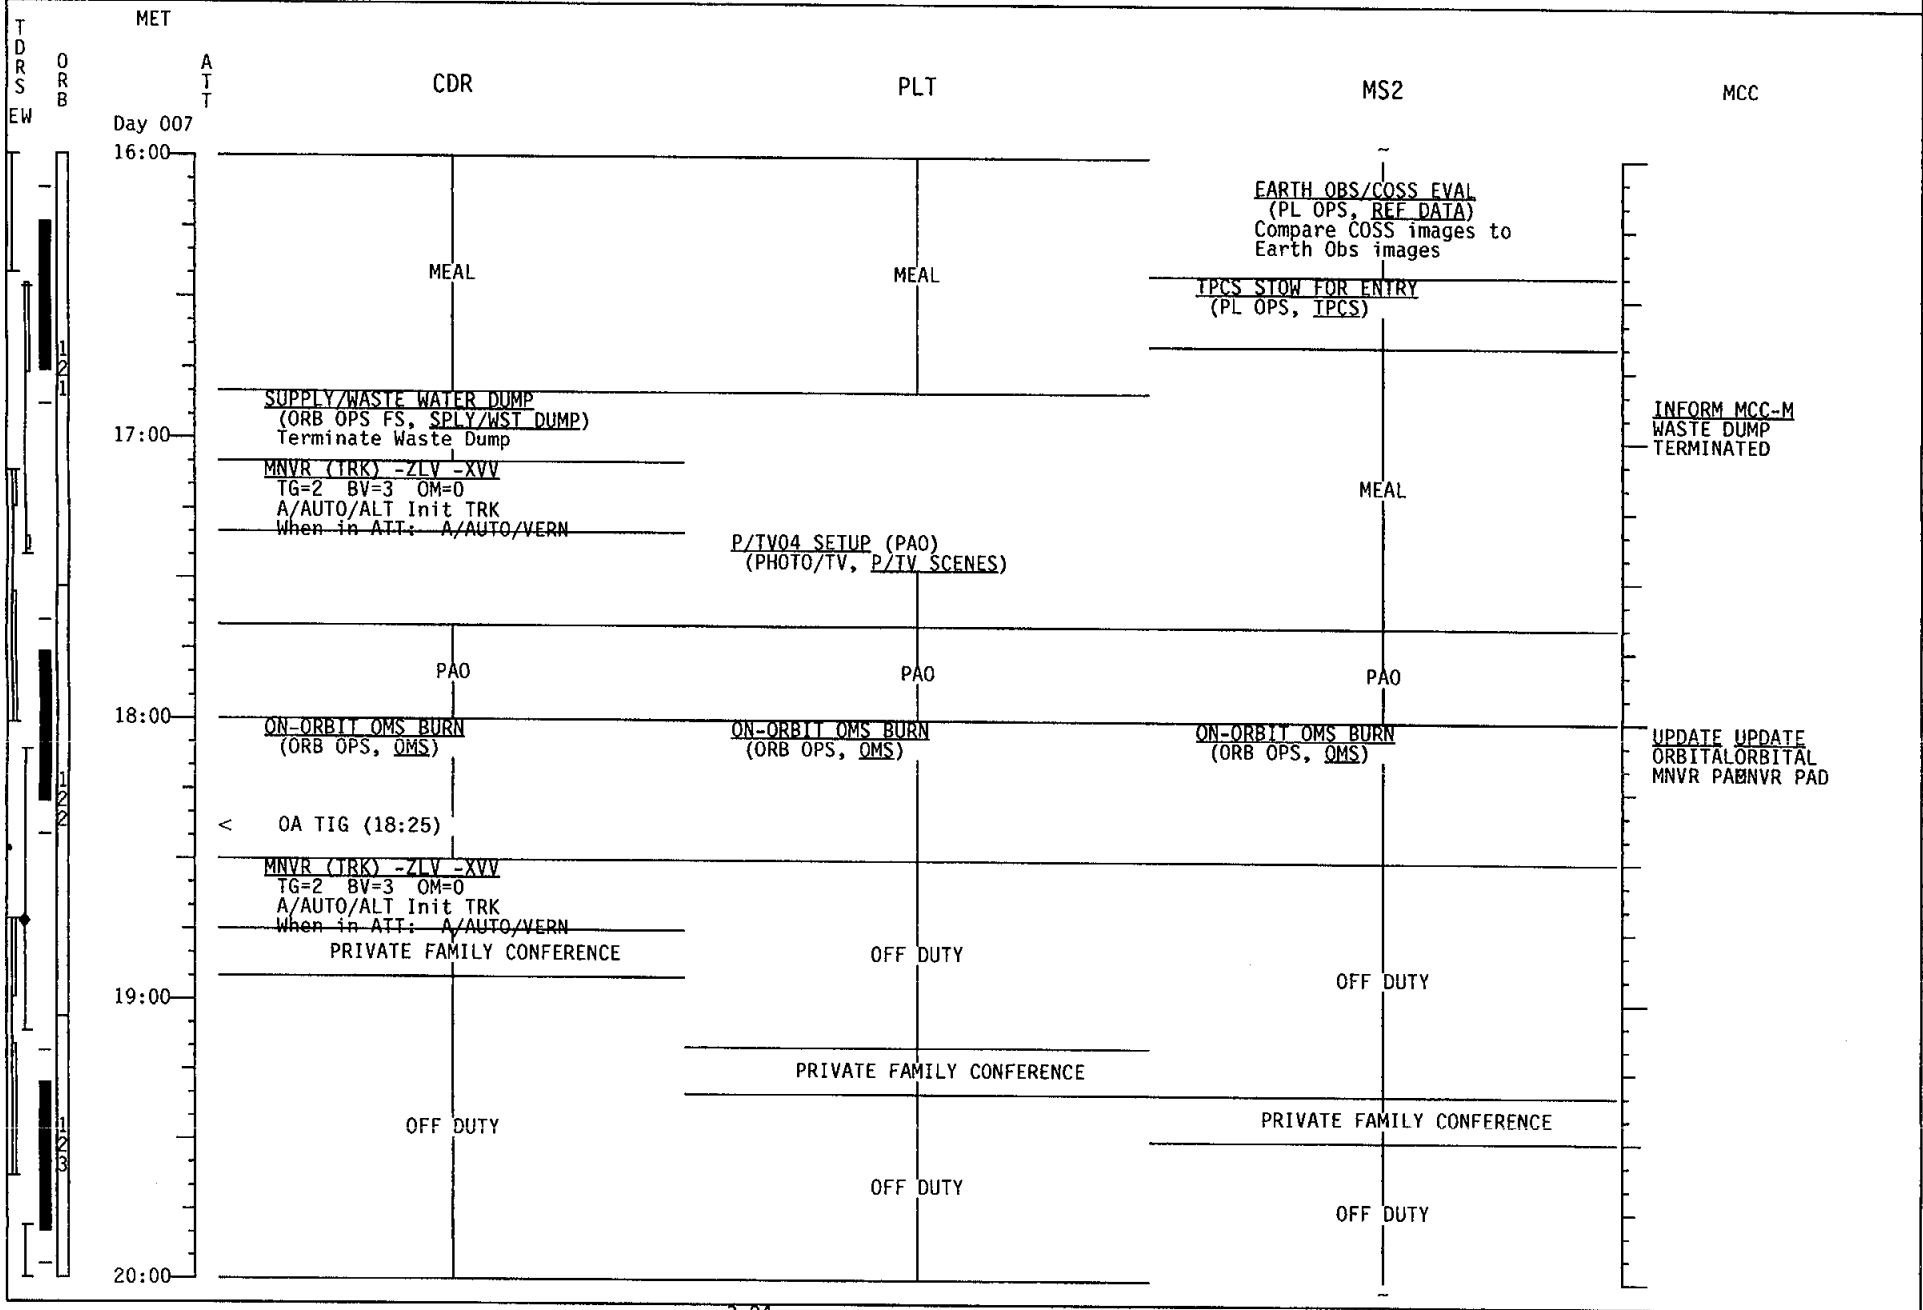 MET
TDRS
ORB
ATT
EW
CDR
PLT
MS2
MCC
Day 007
16:00
~
EARTH OBS/COSS EVAL
(PL OPS, REF DATA)
Compare COSS images to
Earth Obs images
MEAL
MEAL
TPCS STOW FOR ENTRY
(PL OPS, TPCS)
121
SUPPLY/WASTE WATER DUMP
(ORB OPS FS, SPLY/WST DUMP)
Terminate Waste Dump
17:00
INFORM MCC-M
WASTE DUMP
TERMINATED
MNVR (TRK) -ZLV -XVV
TG=2 BV=3 OM=0
A/AUTO/ALT Init TRK
When in ATT: A/AUTO/VERN
MEAL
P/TV04 SETUP (PAO)
(PHOTO/TV, P/TV SCENES)
PAO
PAO
PAO
18:00
ON-ORBIT OMS BURN
(ORB OPS, OMS)
ON-ORBIT OMS BURN
(ORB OPS, OMS)
ON-ORBIT OMS BURN
(ORB OPS, OMS)
UPDATE UPDATE
ORBITALORBITAL
MNVR MNVR PAD
122
< OA TIG (18:25)
MNVR (TRK) -ZLV -XVV
TG=2 BV=3 OM=0
A/AUTO/ALT Init TRK
When in ATT: A/AUTO/VERN
PRIVATE FAMILY CONFERENCE
OFF DUTY
OFF DUTY
19:00
PRIVATE FAMILY CONFERENCE
PRIVATE FAMILY CONFERENCE
OFF DUTY
123
OFF DUTY
OFF DUTY
20:00
~